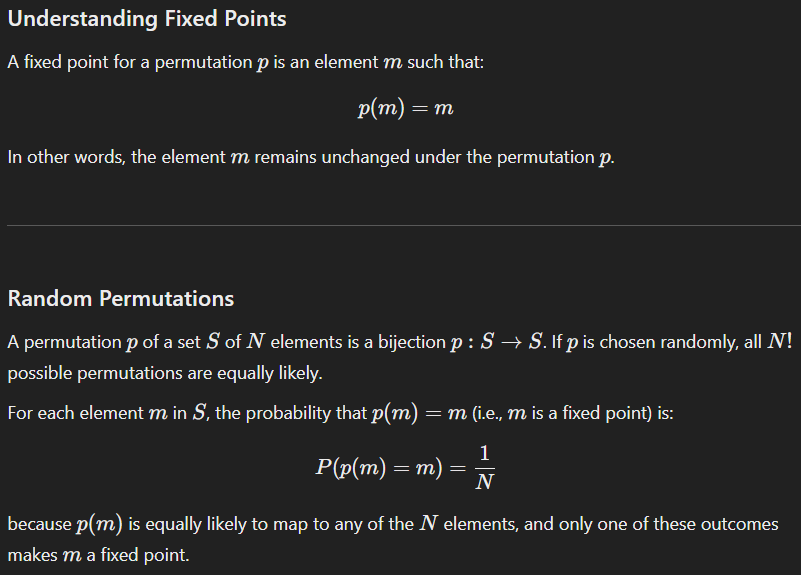 Understanding Fixed Points
A fixed point for a permutation p is an element m such that:
p(m) = m
In other words, the element m remains unchanged under the permutation p.
Random Permutations
A permutation p of a set S of N elements is a bijection p : S → S. If p is chosen randomly, all N!
possible permutations are equally likely.
For each element m in S, the probability that p(m) = m (i.e., m is a fixed point) is:
P(p(m) = m) = 1/N
because p(m) is equally likely to map to any of the N elements, and only one of these outcomes
makes m a fixed point.